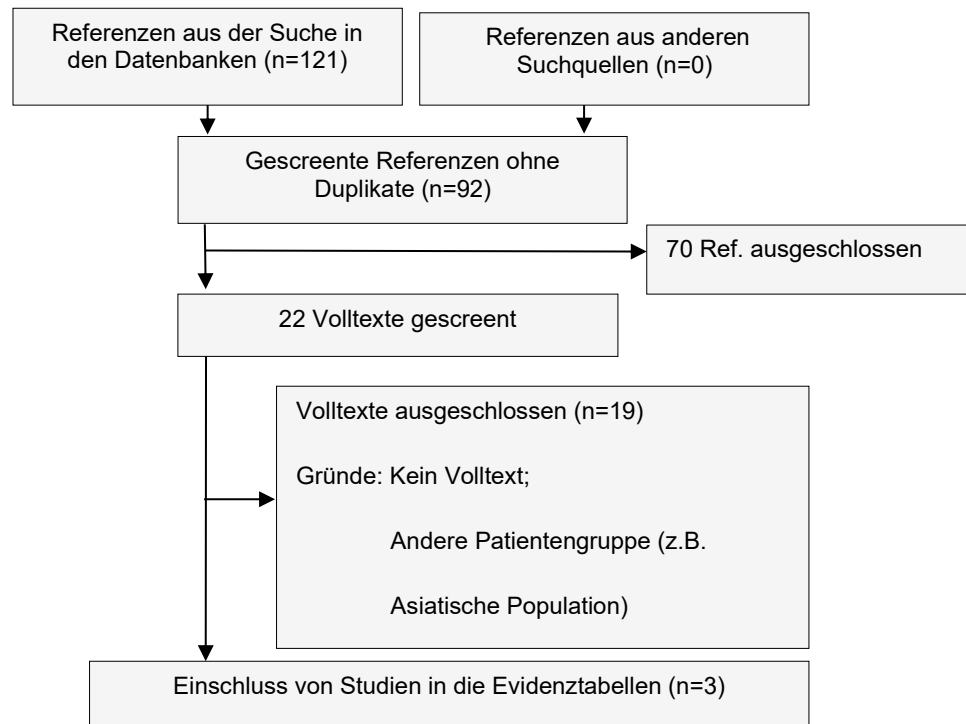 Referenzen aus der Suche in
den Datenbanken (n=121)
Referenzen aus anderen
Suchquellen (n=0)
Gescreente Referenzen ohne
Duplikate (n=92)
70 Ref. ausgeschlossen
22 Volltexte gescreent
Volltexte ausgeschlossen (n=19)
Gründe: Kein Volltext;
Andere Patientengruppe (z.B.
Asiatische Population)
Einschluss von Studien in die Evidenztabellen (n=3)